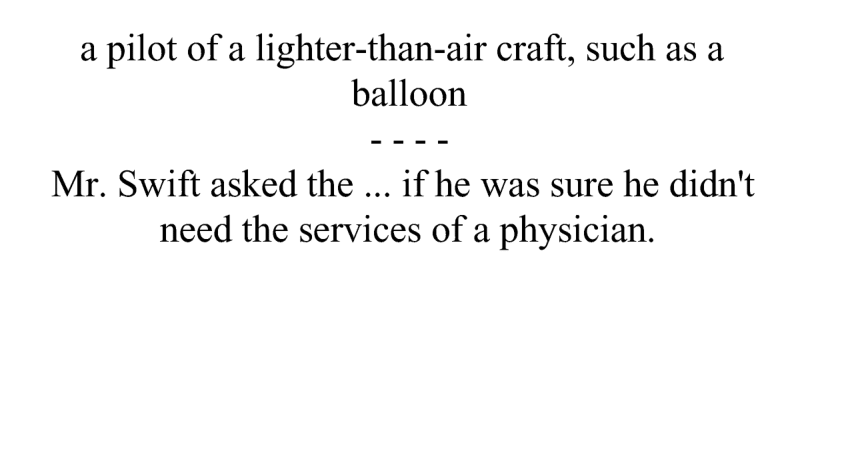 a pilot of a lighter-than-air craft, such as a
balloon
- - - -
Mr. Swift asked the ... if he was sure he didn't
need the services of a physician.